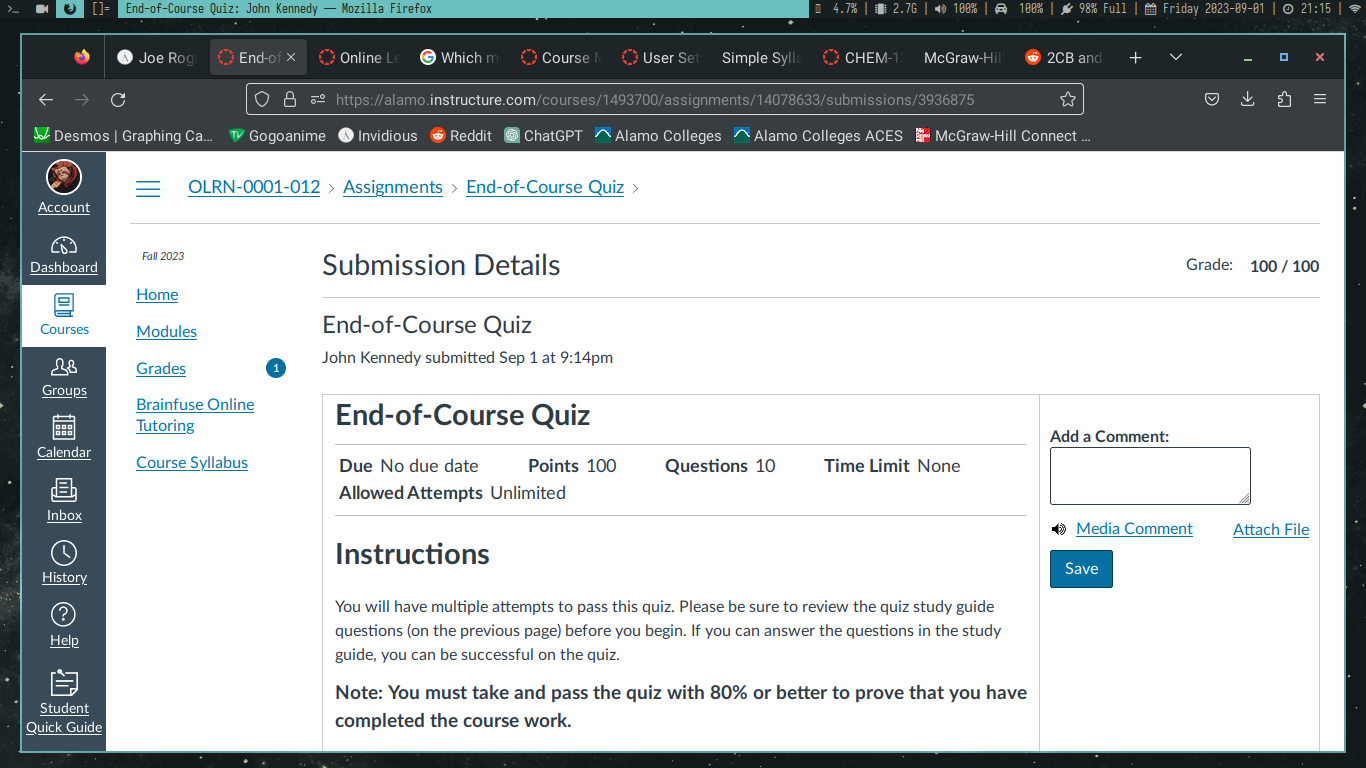 >_ []= End-of-Course Quiz: John Kennedy — Mozilla Firefox 4.7% | 2.7G | 100% | 100% | 98% Full | Friday 2023-09-01 | 21:15 |
Joe Rog End-of Online Le Which m Course M User Set Simple Sylla CHEM-13 McGraw-Hil 2CB and
https://alamo.instructure.com/courses/1493700/assignments/14078633/submissions/3936875
Desmos | Graphing Ca... Gogoanime Invidious Reddit ChatGPT Alamo Colleges Alamo Colleges ACES McGraw-Hill Connect ...
Account
Dashboard
Courses
Groups
Calendar
Inbox
History
Help
Student
Quick Guide
OLRN-0001-012 › Assignments › End-of-Course Quiz ›
Fall 2023
Home
Modules
Grades 1
Brainfuse Online
Tutoring
Course Syllabus
Submission Details
Grade: 100 / 100
End-of-Course Quiz
John Kennedy submitted Sep 1 at 9:14pm
End-of-Course Quiz
Due No due date Points 100 Questions 10 Time Limit None
Allowed Attempts Unlimited
Instructions
You will have multiple attempts to pass this quiz. Please be sure to review the quiz study guide
questions (on the previous page) before you begin. If you can answer the questions in the study
guide, you can be successful on the quiz.
Note: You must take and pass the quiz with 80% or better to prove that you have
completed the course work.
Add a Comment:
Media Comment Attach File
Save